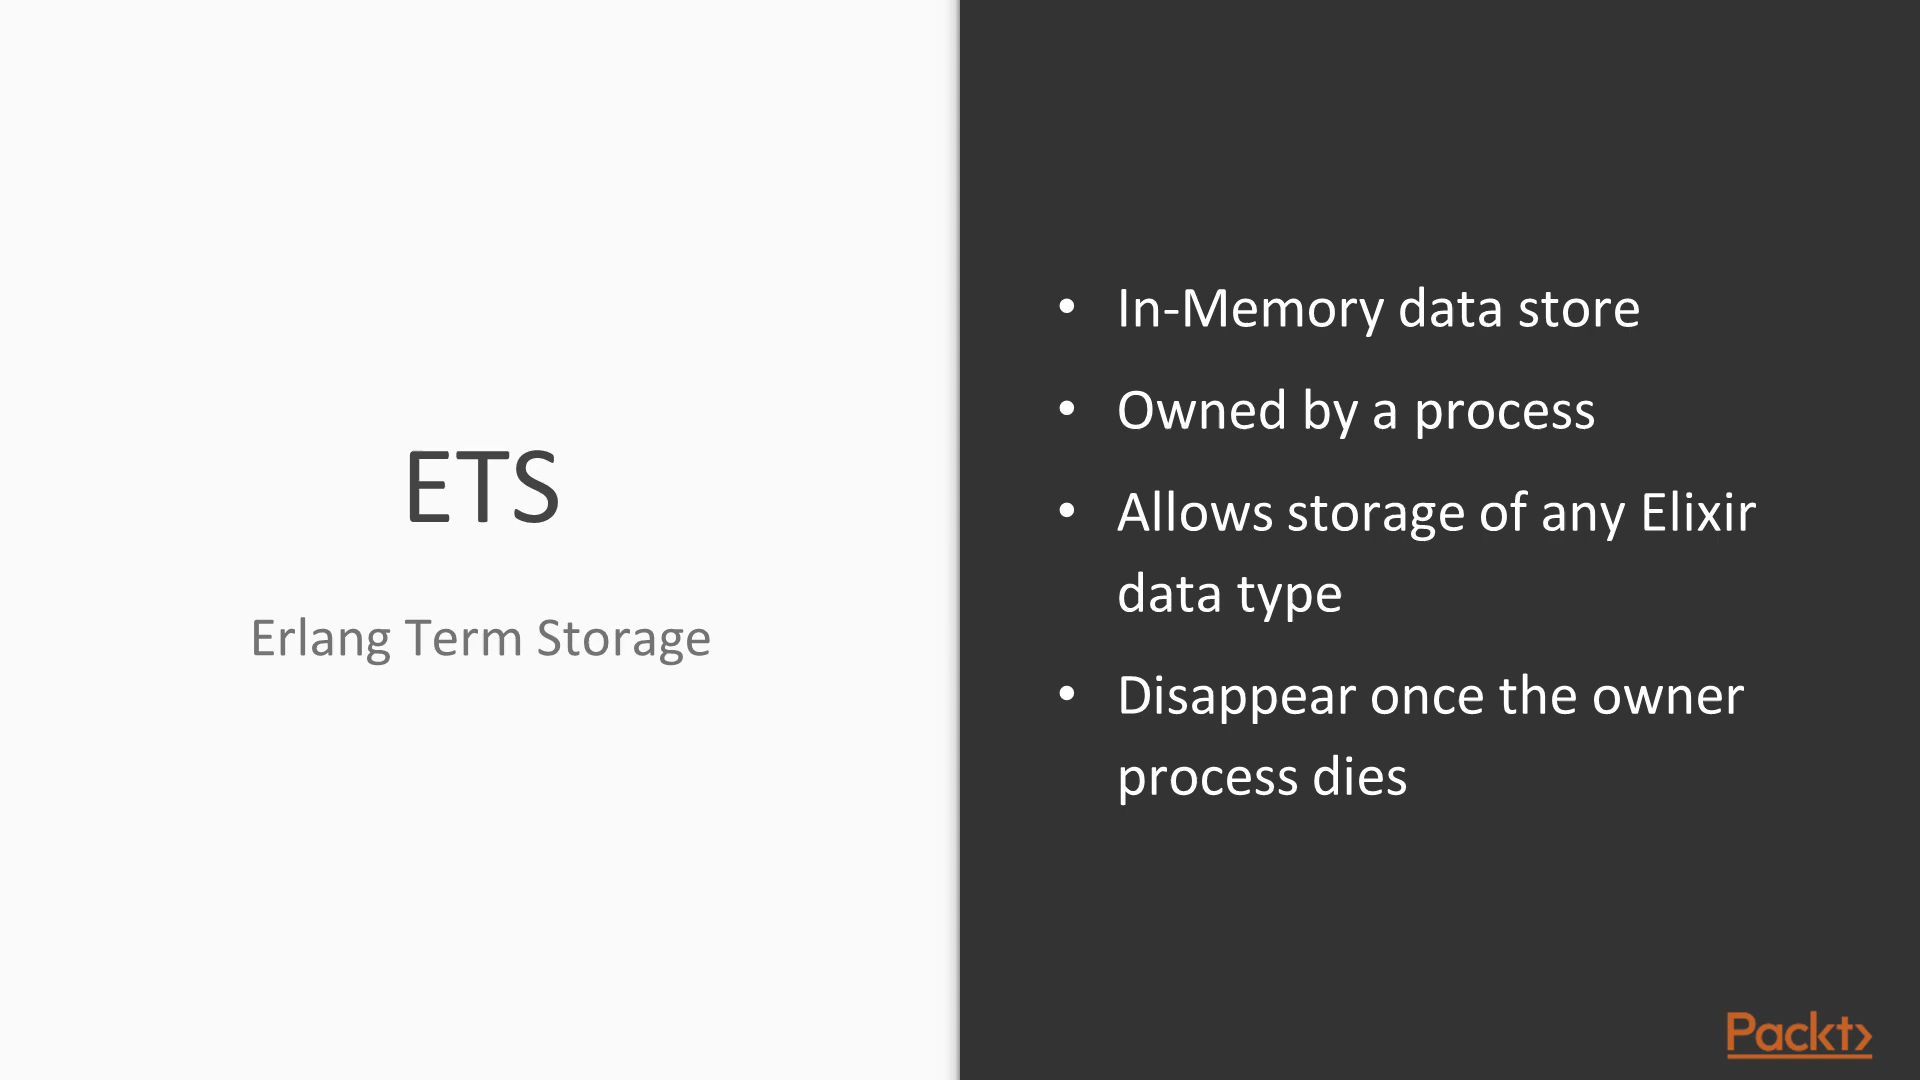 ETS
Erlang Term Storage
• In-Memory data store
• Owned by a process
• Allows storage of any Elixir
data type
• Disappear once the owner
process dies
Packt>